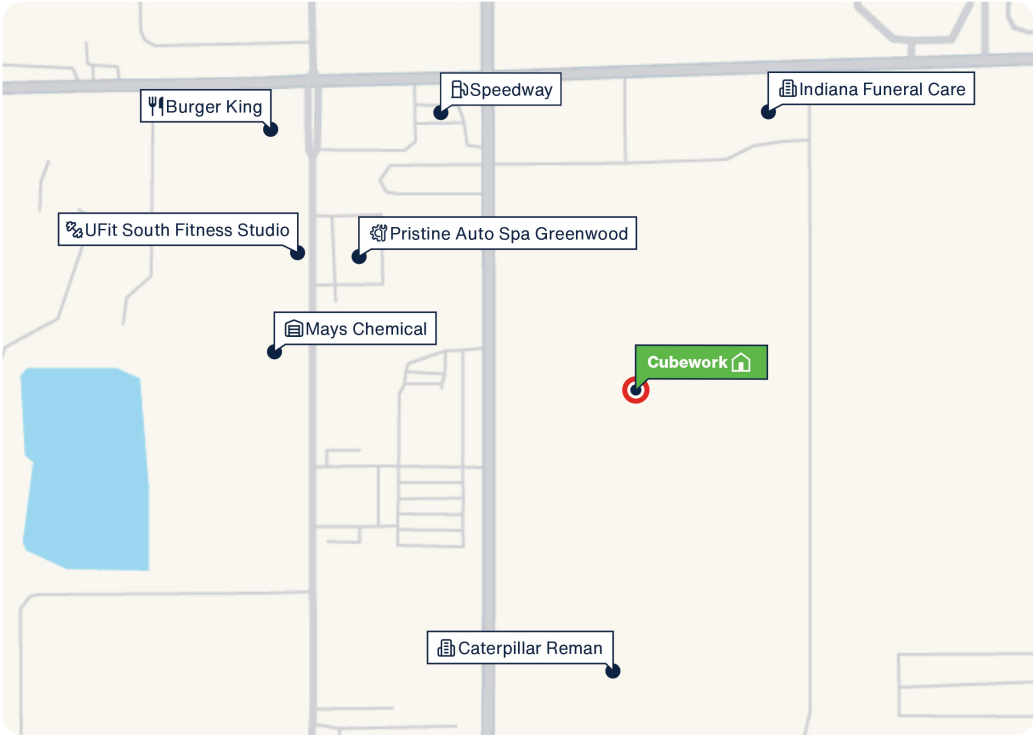 Speedway
Indiana Funeral Care
Burger King
UFit South Fitness Studio
Pristine Auto Spa Greenwood
Mays Chemical
Cubework
Caterpillar Reman